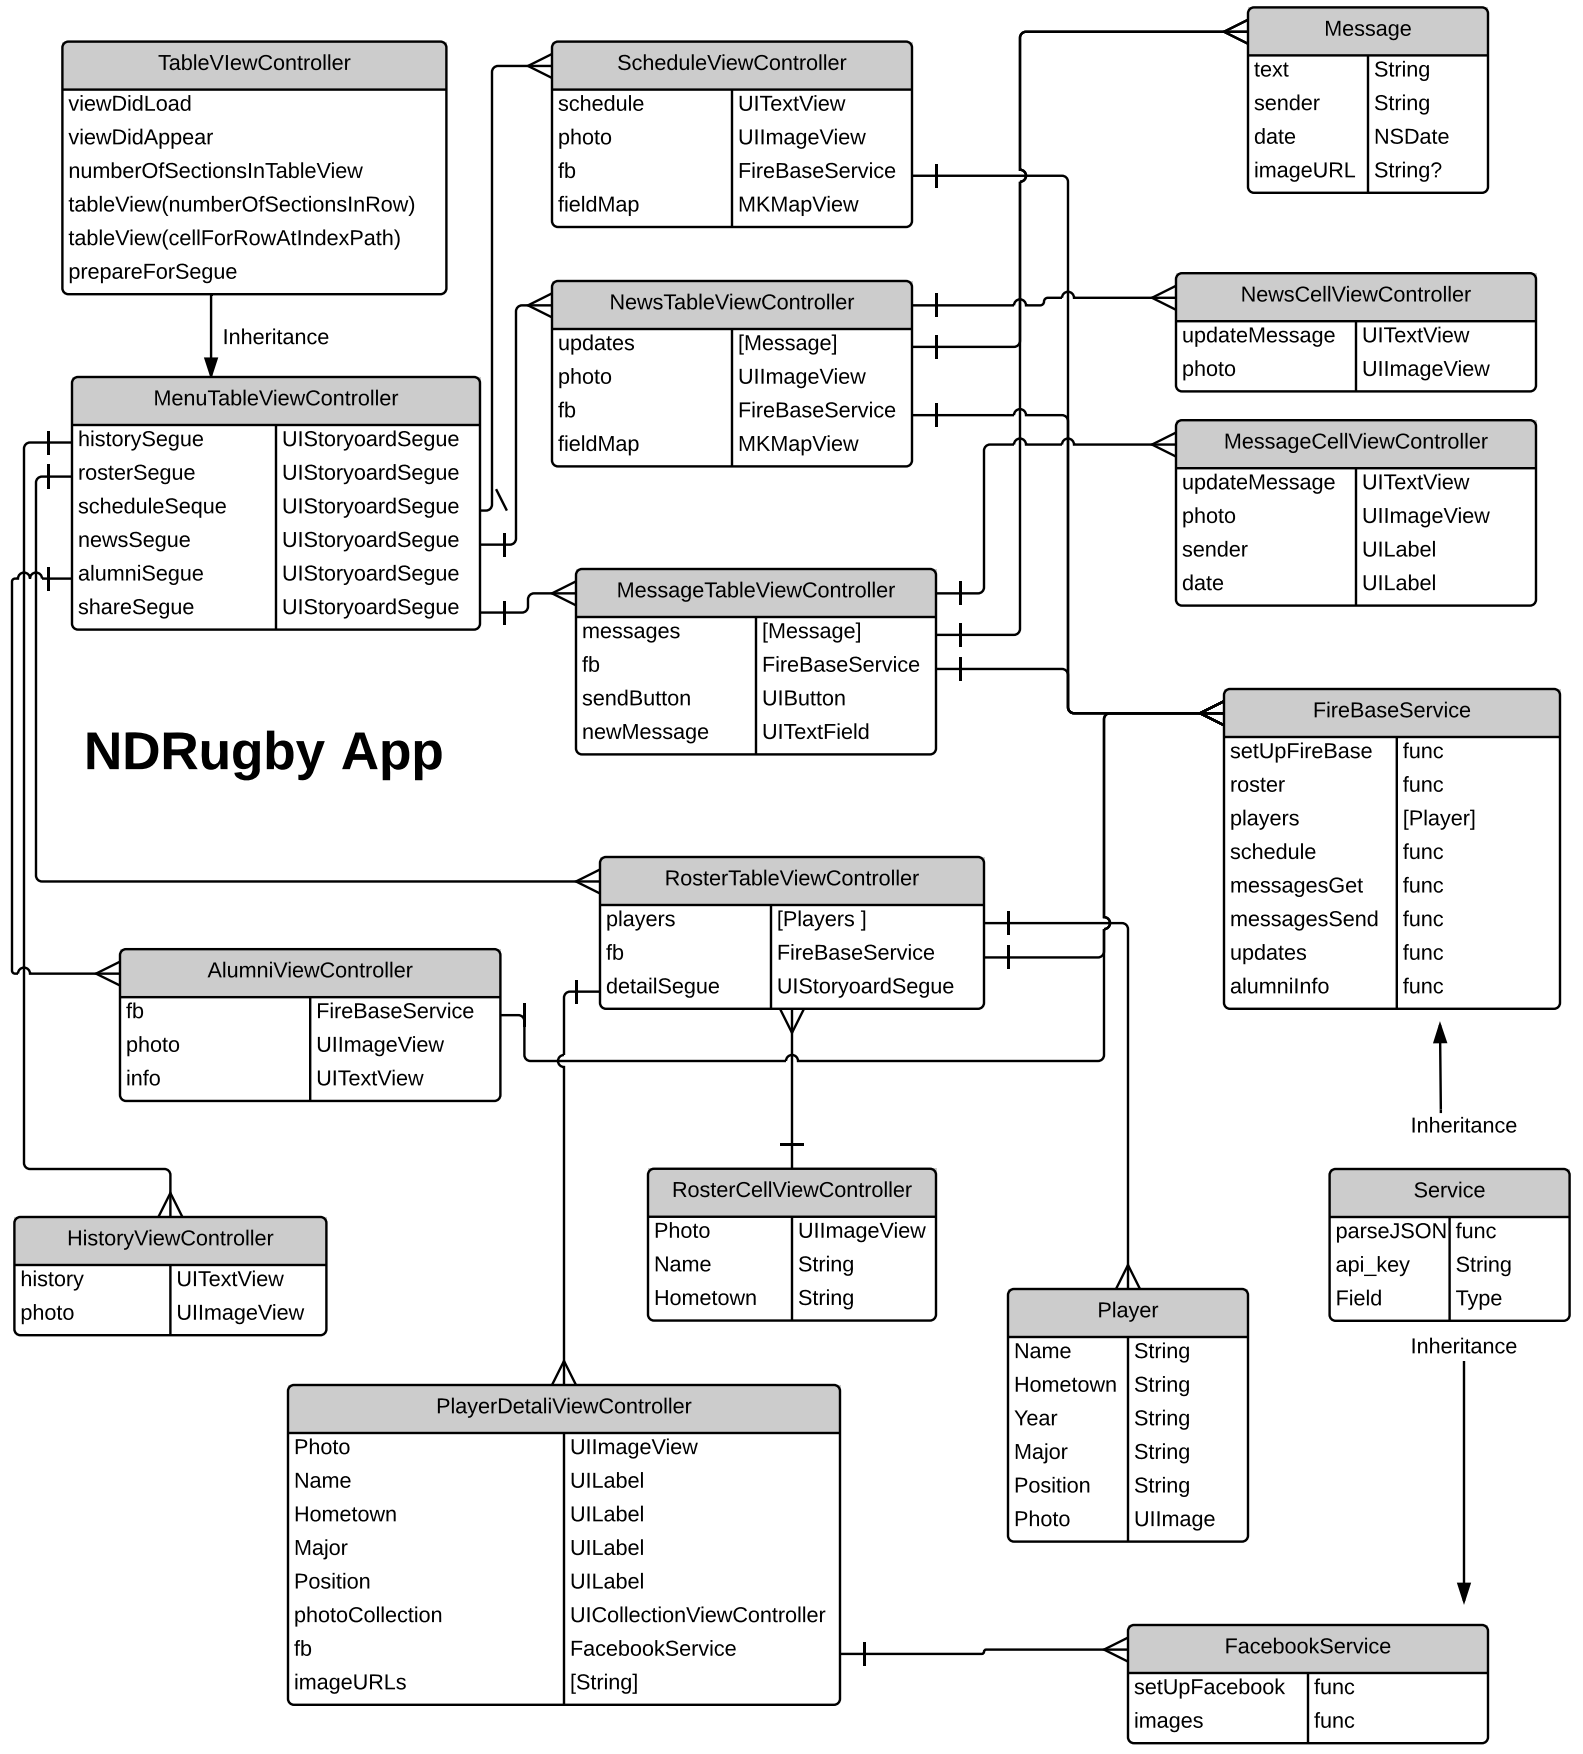 TableVIewController
viewDidLoad
viewDidAppear
numberOfSectionsInTableView
tableView(numberOfSectionsInRow)
tableView(cellForRowAtIndexPath)
prepareForSegue
Inheritance
MenuTableViewController
historySegue UIStoryoardSegue
rosterSegue UIStoryoardSegue
scheduleSeque UIStoryoardSegue
newsSegue UIStoryoardSegue
alumniSegue UIStoryoardSegue
shareSegue UIStoryoardSegue
ScheduleViewController
schedule UITextView
photo UIImageView
fb FireBaseService
fieldMap MKMapView
NewsTableViewController
updates [Message]
photo UIImageView
fb FireBaseService
fieldMap MKMapView
MessageTableViewController
messages [Message]
fb FireBaseService
sendButton UIButton
newMessage UITextField
Message
text String
sender String
date NSDate
imageURL String?
NewsCellViewController
updateMessage UITextView
photo UIImageView
MessageCellViewController
updateMessage UITextView
photo UIImageView
sender UILabel
date UILabel
FireBaseService
setUpFireBase func
roster func
players [Player]
schedule func
messagesGet func
messagesSend func
updates func
alumniInfo func
NDRugby App
RosterTableViewController
players [Players ]
fb FireBaseService
detailSegue UIStoryoardSegue
AlumniViewController
fb FireBaseService
photo UIImageView
info UITextView
HistoryViewController
history UITextView
photo UIImageView
RosterCellViewController
Photo UIImageView
Name String
Hometown String
Player
Name String
Hometown String
Year String
Major String
Position String
Photo UIImage
Inheritance
Service
parseJSON func
api_key String
Field Type
Inheritance
PlayerDetaliViewController
Photo UIImageView
Name UILabel
Hometown UILabel
Major UILabel
Position UILabel
photoCollection UICollectionViewController
fb FacebookService
imageURLs [String]
FacebookService
setUpFacebook func
images func